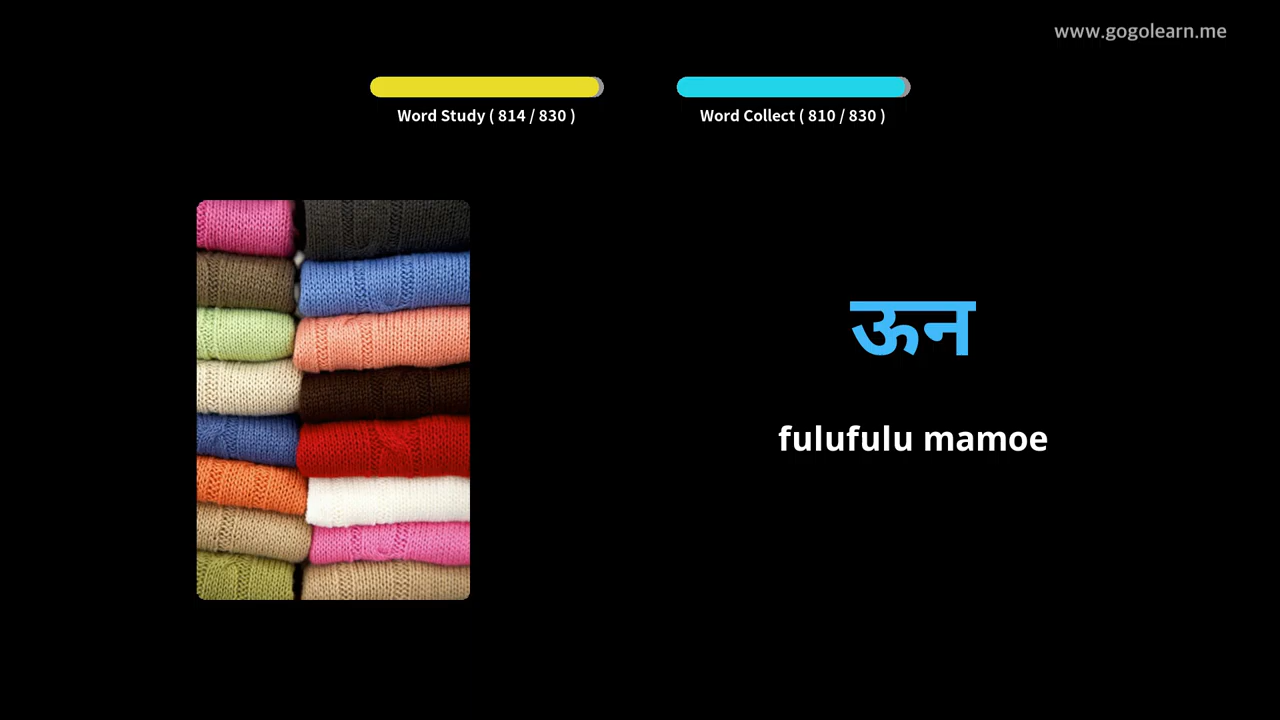 www.gogolearn.me
Word Study ( 814 / 830 )
Word Collect ( 810 / 830 )
ऊन
fulufulu mamoe